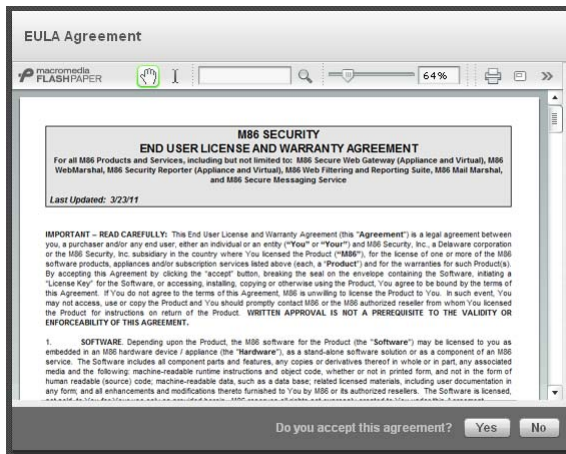 EULA Agreement
macromedia
FLASHPAPER
64%
M86 SECURITY
END USER LICENSE AND WARRANTY AGREEMENT
For all M86 Products and Services, including but not limited to: M86 Secure Web Gateway (Appliance and Virtual), M86
WebMarshal, M86 Security Reporter (Appliance and Virtual), M86 Web Filtering and Reporting Suite, M86 Mail Marshal,
and M86 Secure Messaging Service
Last Updated: 3/23/11
IMPORTANT – READ CAREFULLY: This End User License and Warranty Agreement (this "Agreement") is a legal agreement between
you, a purchaser and/or any end user, either an individual or an entity ("You" or "Your") and M86 Security, Inc., a Delaware corporation
or the M86 Security, Inc. subsidiary in the country where You licensed the Product ("M86"), for the license of one or more of the M86
software products, appliances and/or subscription services listed above (each, a "Product") and for the warranties for such Product(s).
By accepting this Agreement by clicking the "accept" button, breaking the seal on the envelope containing the Software, initiating a
"License Key" for the Software, or accessing, installing, copying or otherwise using the Product, You agree to be bound by the terms of
this Agreement. If You do not agree to the terms of this Agreement, M86 is unwilling to license the Product to You. In such event, You
may not access, use or copy the Product and You should promptly contact M86 or the M86 authorized reseller from whom You licensed
the Product for instructions on return of the Product. WRITTEN APPROVAL IS NOT A PREREQUISITE TO THE VALIDITY OR
ENFORCEABILITY OF THIS AGREEMENT.
1. SOFTWARE. Depending upon the Product, the M86 software for the Product (the "Software") may be licensed to you as
embedded in an M86 hardware device / appliance (the "Hardware"), as a stand-alone software solution or as a component of an M86
service. The Software includes all component parts and features, any copies or derivatives thereof in whole or in part, any associated
media and the following: machine-readable runtime instructions and object code, whether or not in printed form, and not in the form of
human readable (source) code; machine-readable data, such as a data base; related licensed materials, including user documentation in
any form; and all enhancements and modifications thereto furnished to You by M86 or its authorized resellers. The Software is licensed,
Do you accept this agreement?
Yes
No